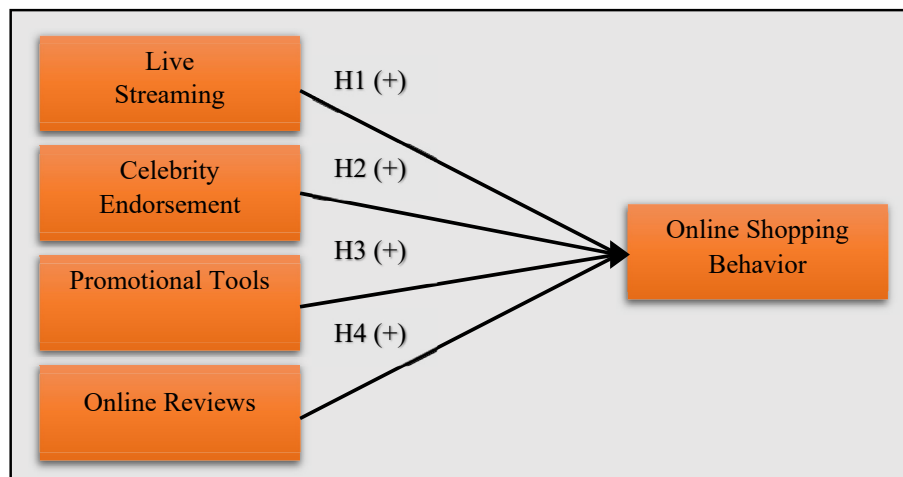 Live
Streaming
H1 (+)
Celebrity
Endorsement
H2 (+)
Promotional Tools
H3 (+)
Online Reviews
H4 (+)
Online Shopping
Behavior